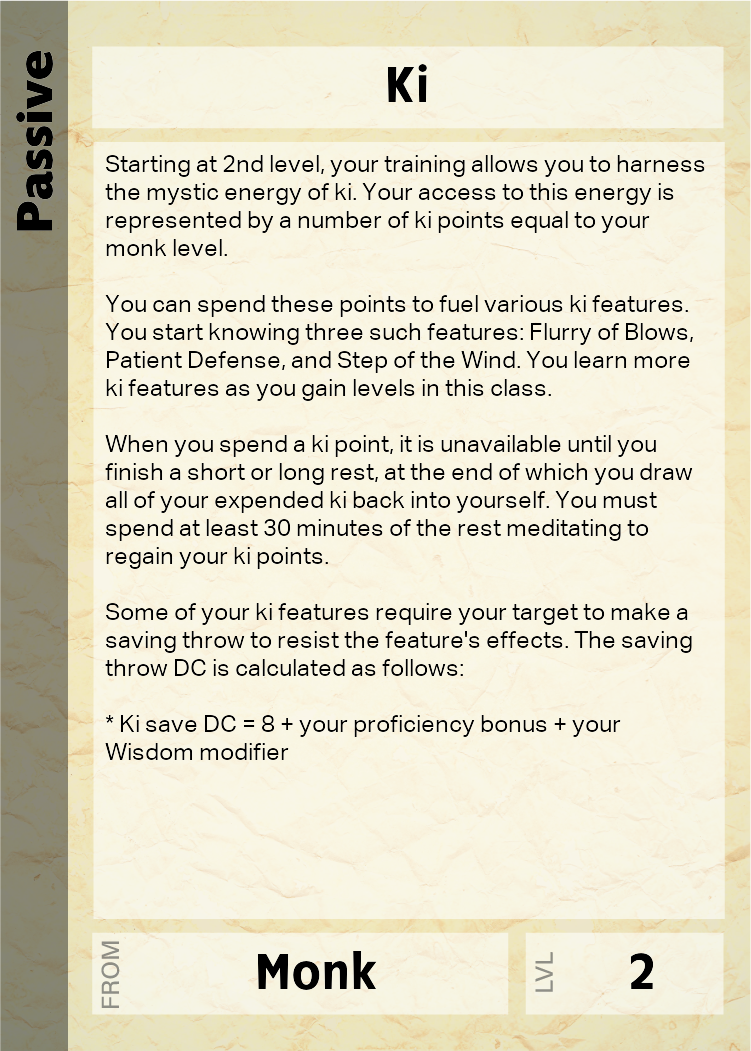 Passive
Ki
Starting at 2nd level, your training allows you to harness
the mystic energy of ki. Your access to this energy is
represented by a number of ki points equal to your
monk level.
You can spend these points to fuel various ki features.
You start knowing three such features: Flurry of Blows,
Patient Defense, and Step of the Wind. You learn more
ki features as you gain levels in this class.
When you spend a ki point, it is unavailable until you
finish a short or long rest, at the end of which you draw
all of your expended ki back into yourself. You must
spend at least 30 minutes of the rest meditating to
regain your ki points.
Some of your ki features require your target to make a
saving throw to resist the feature's effects. The saving
throw DC is calculated as follows:
* Ki save DC = 8 + your proficiency bonus + your
Wisdom modifier
FROM
Monk
LVL
2